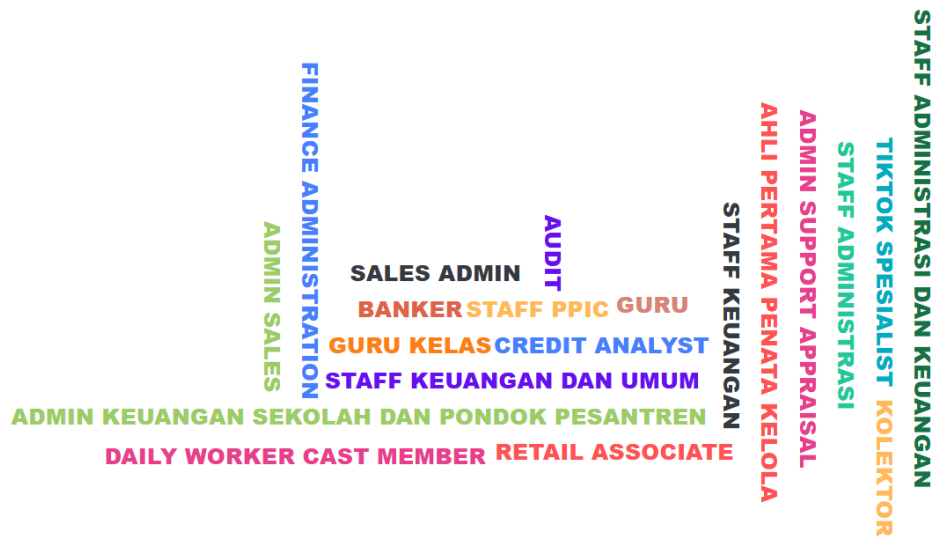 STAFF ADMINISTRASI DAN KEUANGAN
FINANCE ADMINISTRATION
AHLI PERTAMA PENATA KELOLA
ADMIN SUPPORT APPRAISAL
STAFF ADMINISTRASI
TIKTOK SPESIALIST
KOLEKTOR
STAFF KEUANGAN
ADMIN SALES
AUDIT
SALES ADMIN
BANKER
STAFF PPIC
GURU
GURU KELAS
CREDIT ANALYST
STAFF KEUANGAN DAN UMUM
ADMIN KEUANGAN SEKOLAH DAN PONDOK PESANTREN
DAILY WORKER CAST MEMBER
RETAIL ASSOCIATE